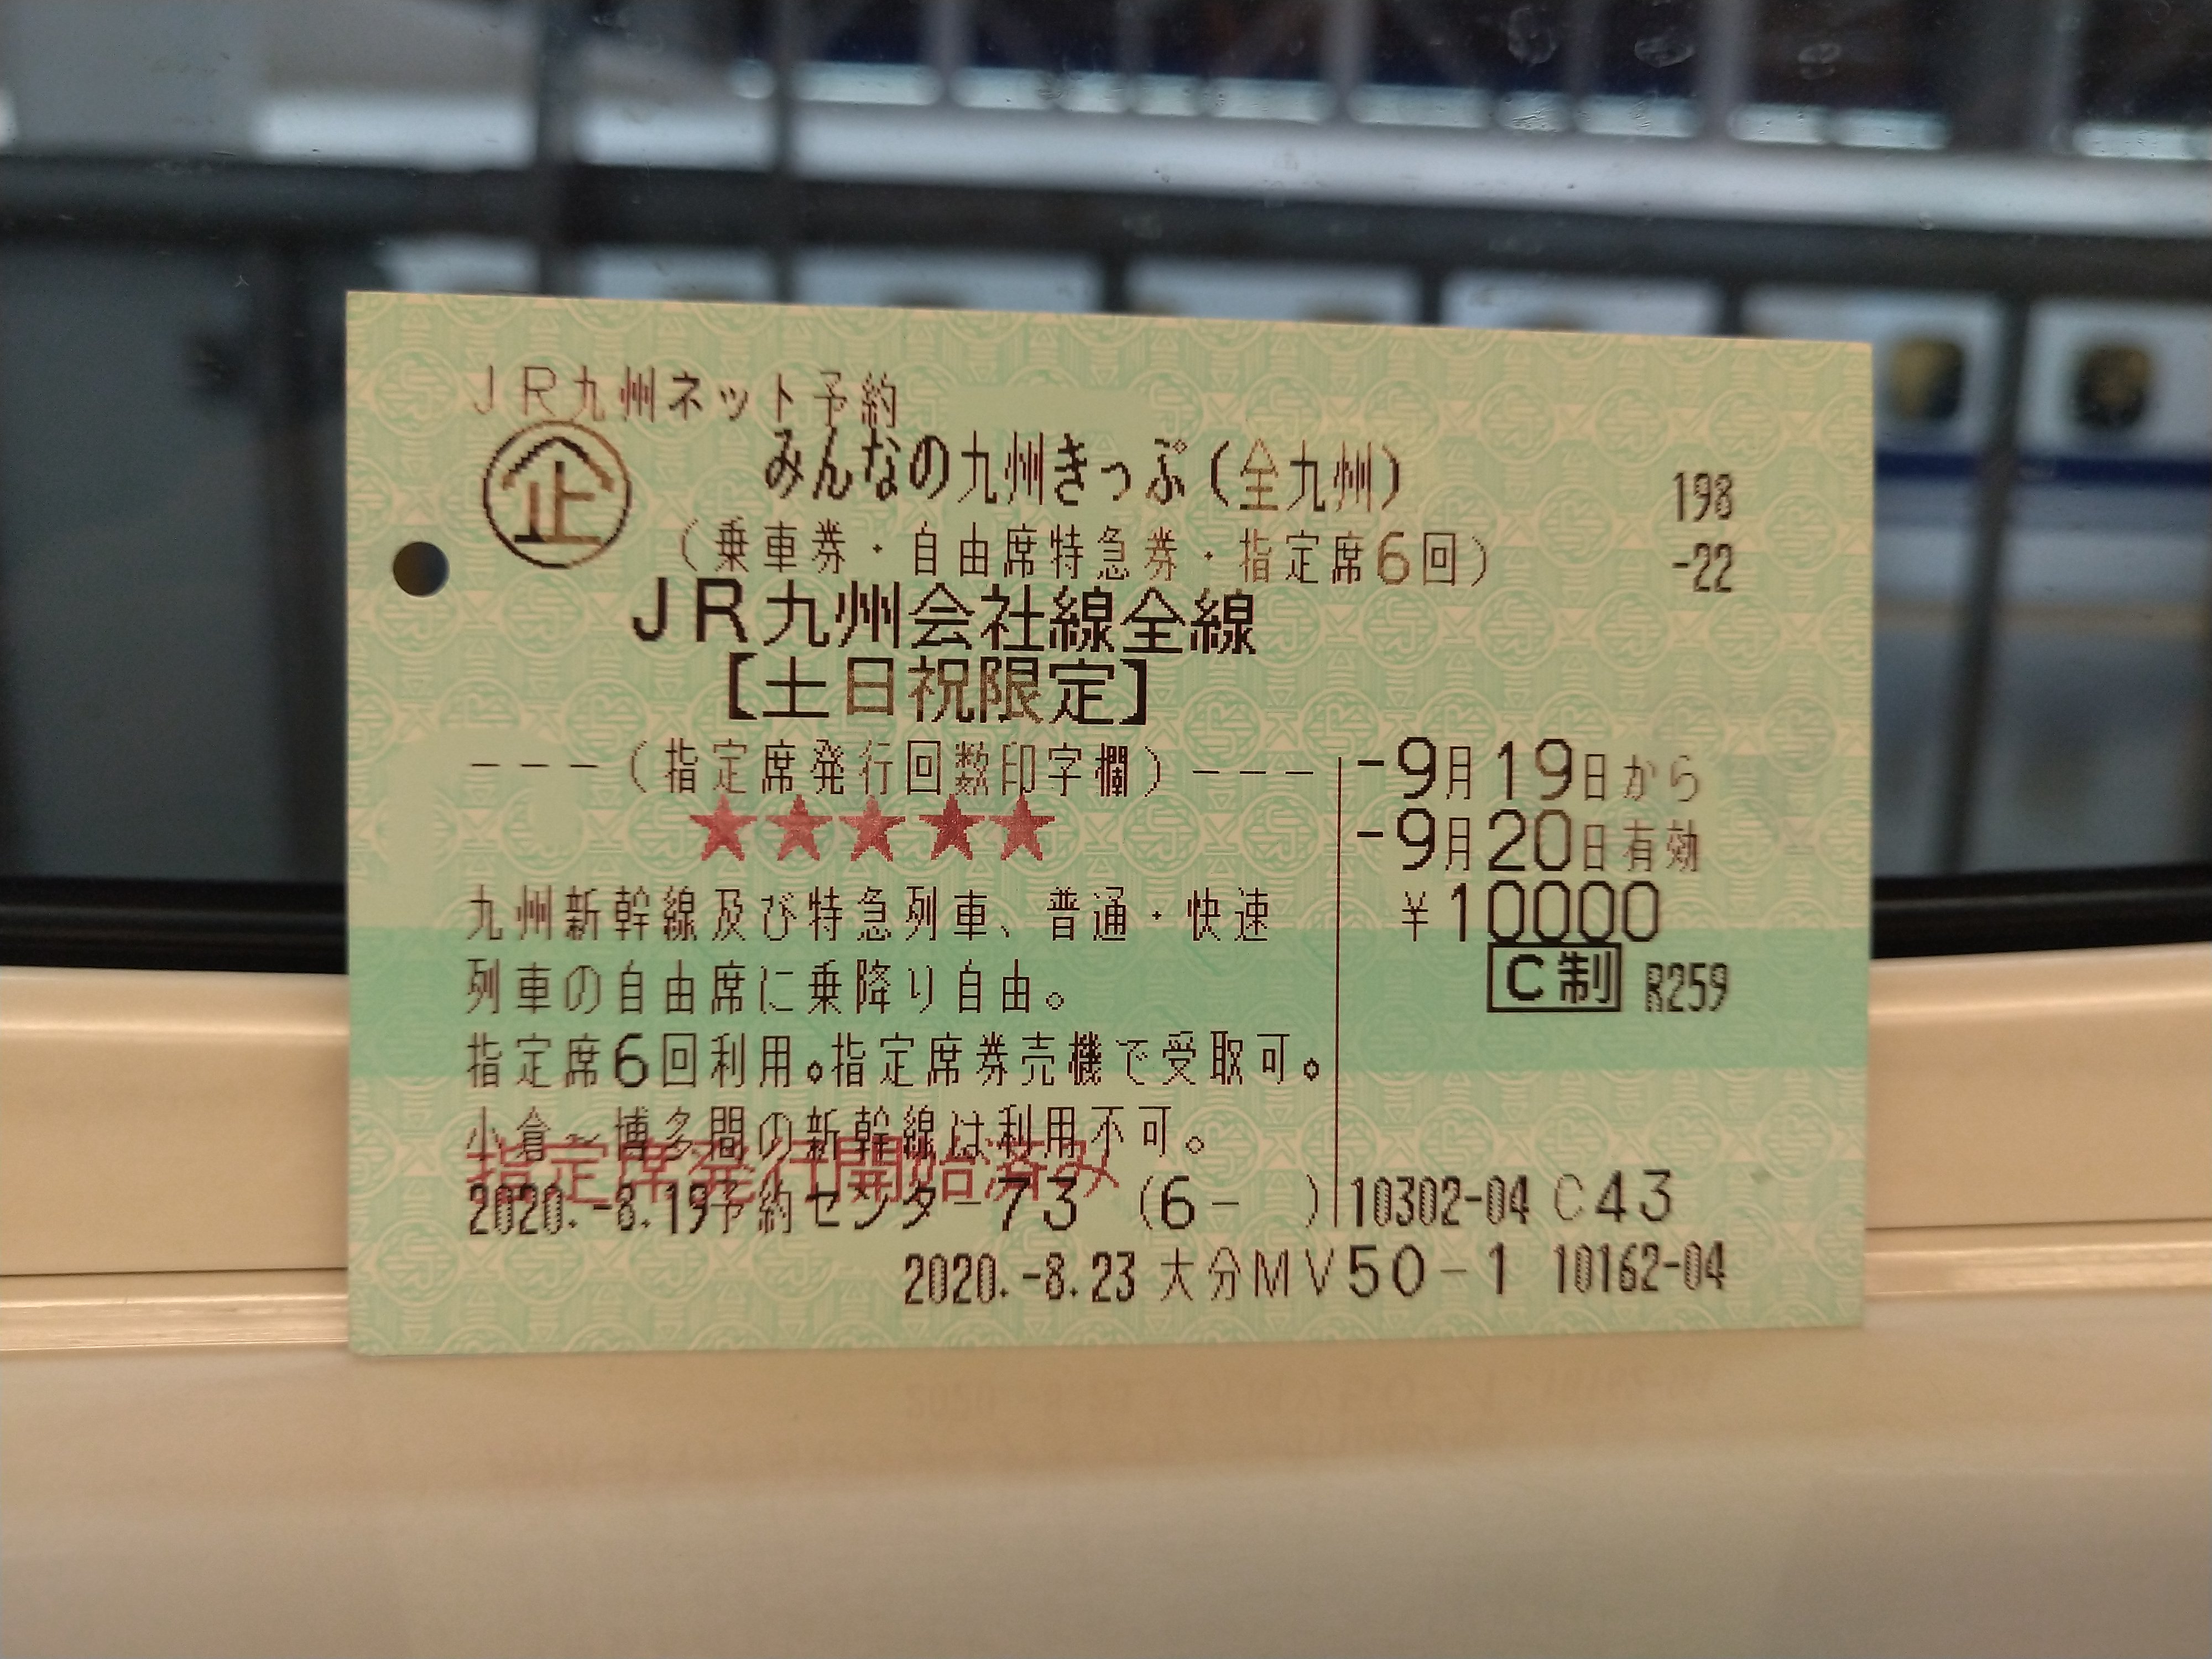 JR九州ネット予約
企 みんなの九州きっぷ(全九州) 198
(乗車券・自由席特急券・指定席6回) -22
JR九州会社線全線
【土日祝限定】
---(指定席発行回数印字欄)---
-9月19日から
★★★★★
-9月20日有効
九州新幹線及び特急列車、普通・快速
¥10000
列車の自由席に乗降り自由。
C制 R259
指定席6回利用。指定席券売機で受取可。
小倉~博多間の新幹線は利用不可。
指定席発行開始済み
2020.-8.19予約センター73 (6- ) 10302-04 C43
2020.-8.23 大分MV50-1 10162-04